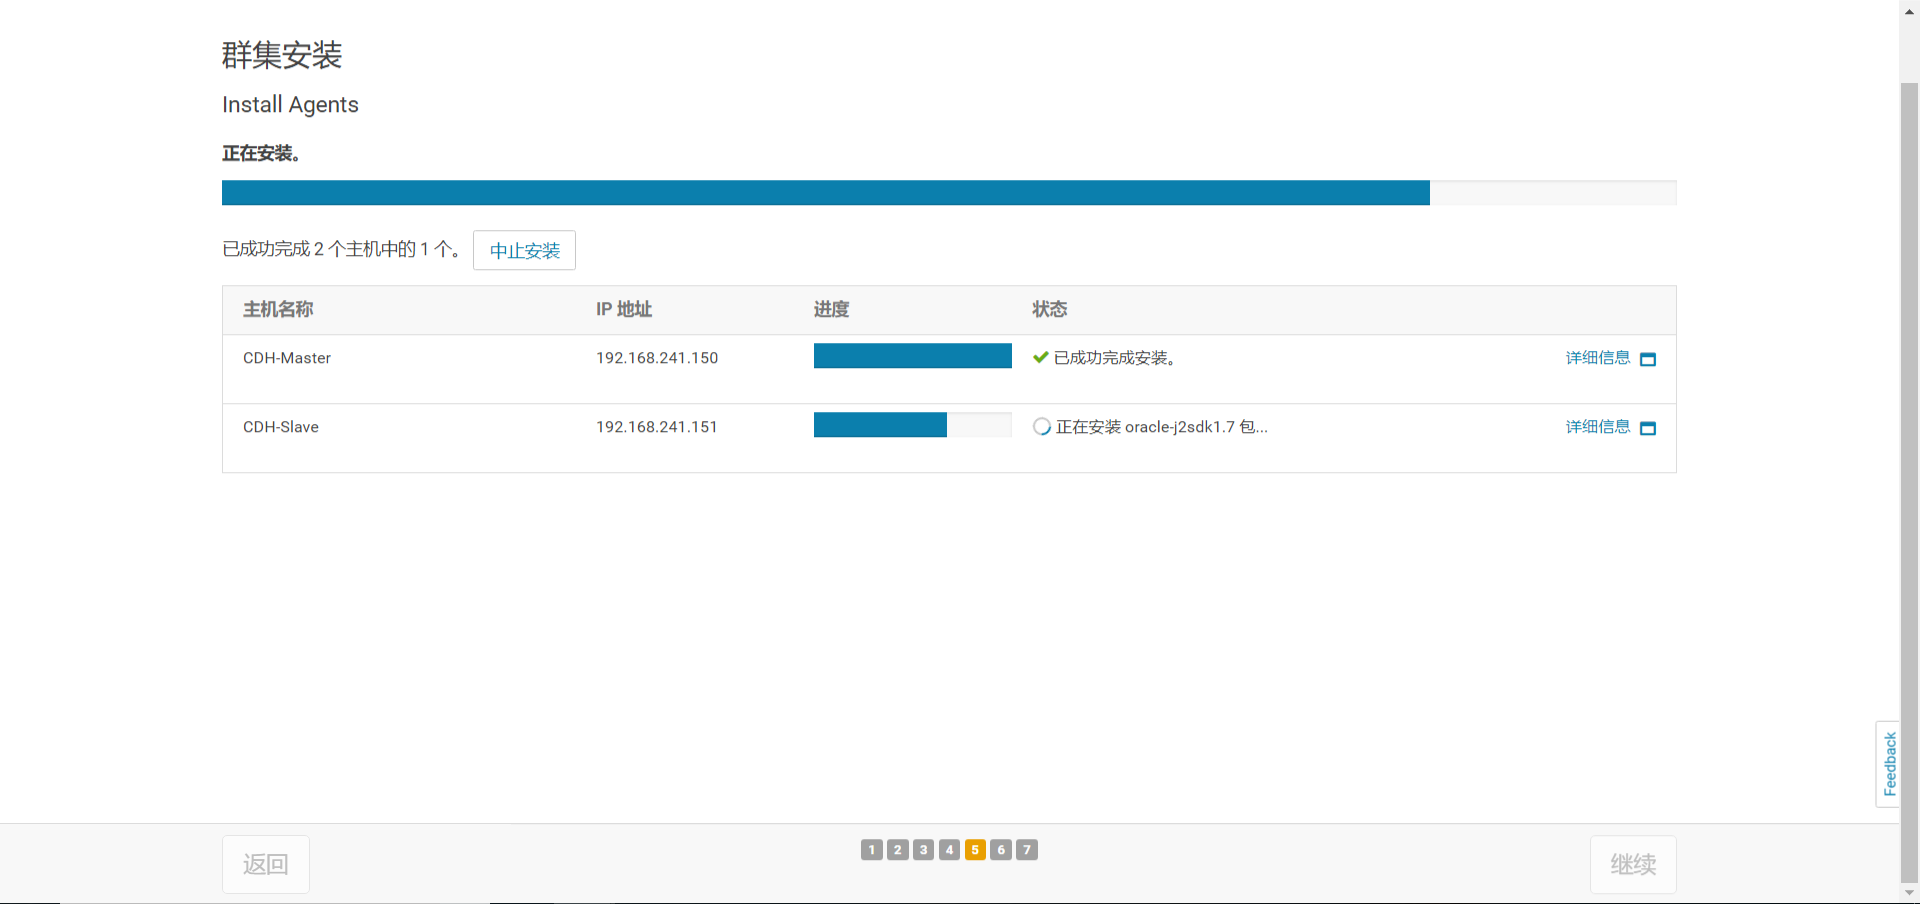 群集安装
Install Agents
正在安装。
已成功完成 2 个主机中的 1 个。 中止安装
主机名称 IP 地址 进度 状态
CDH-Master 192.168.241.150 已成功完成安装。 详细信息
CDH-Slave 192.168.241.151 正在安装 oracle-j2sdk1.7 包... 详细信息
Feedback
返回 1 2 3 4 5 6 7 继续